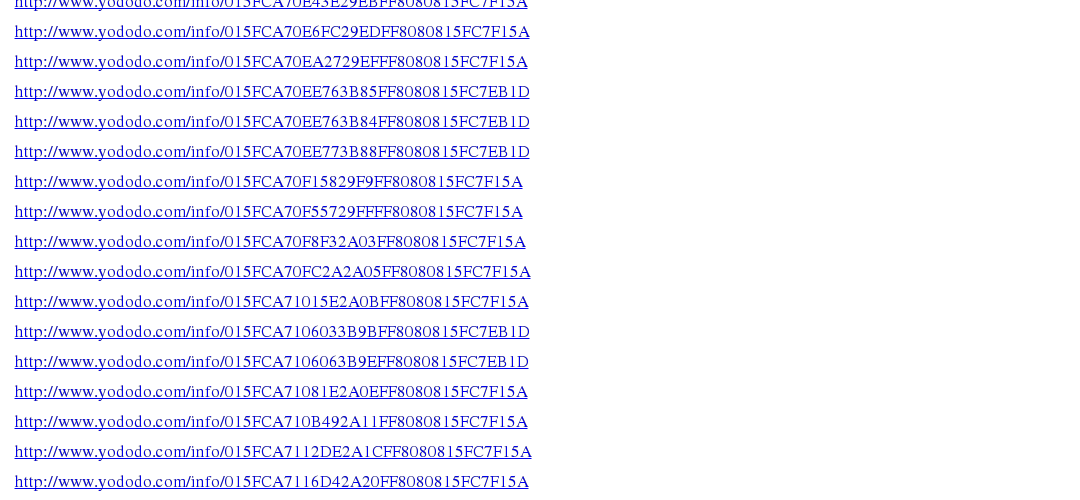 http://www.yododo.com/info/015FCA70E43E29EBFF8080815FC7F15A
http://www.yododo.com/info/015FCA70E6FC29EDFF8080815FC7F15A
http://www.yododo.com/info/015FCA70EA2729EFFF8080815FC7F15A
http://www.yododo.com/info/015FCA70EE763B85FF8080815FC7EB1D
http://www.yododo.com/info/015FCA70EE763B84FF8080815FC7EB1D
http://www.yododo.com/info/015FCA70EE773B88FF8080815FC7EB1D
http://www.yododo.com/info/015FCA70F15829F9FF8080815FC7F15A
http://www.yododo.com/info/015FCA70F55729FFFF8080815FC7F15A
http://www.yododo.com/info/015FCA70F8F32A03FF8080815FC7F15A
http://www.yododo.com/info/015FCA70FC2A2A05FF8080815FC7F15A
http://www.yododo.com/info/015FCA71015E2A0BFF8080815FC7F15A
http://www.yododo.com/info/015FCA7106033B9BFF8080815FC7EB1D
http://www.yododo.com/info/015FCA7106063B9EFF8080815FC7EB1D
http://www.yododo.com/info/015FCA71081E2A0EFF8080815FC7F15A
http://www.yododo.com/info/015FCA710B492A11FF8080815FC7F15A
http://www.yododo.com/info/015FCA7112DE2A1CFF8080815FC7F15A
http://www.yododo.com/info/015FCA7116D42A20FF8080815FC7F15A